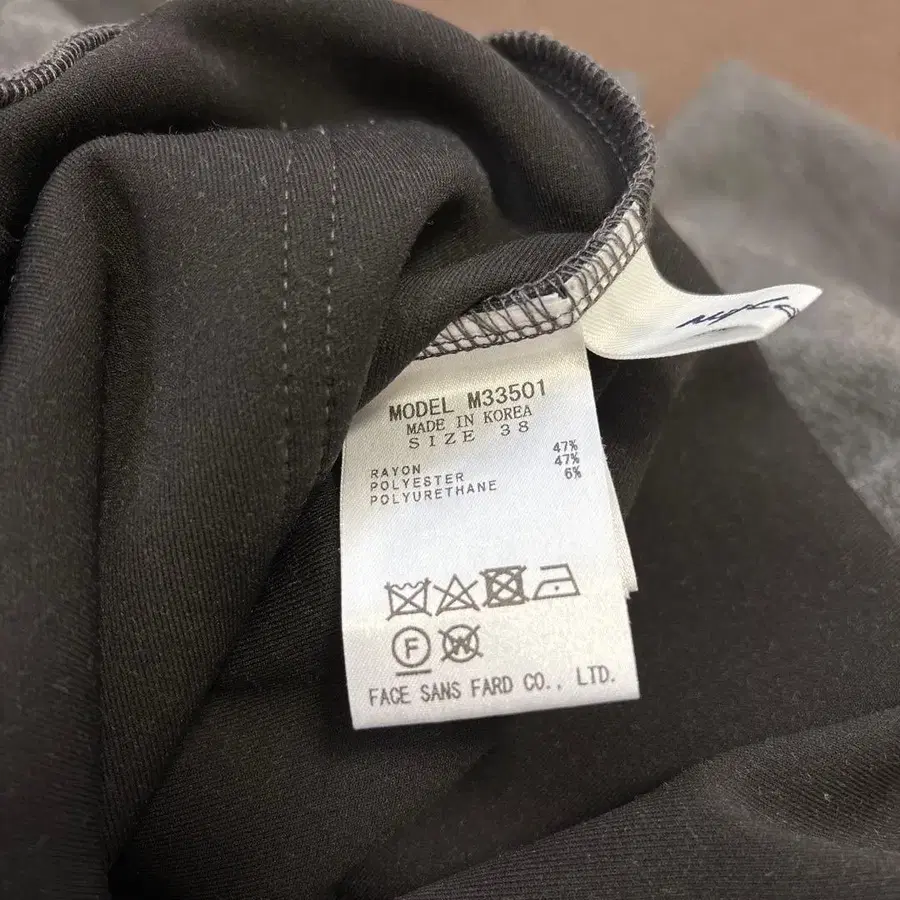 MODEL M33501
MADE IN KOREA
SIZE 38
RAYON 47%
POLYESTER 47%
POLYURETHANE 6%
F W
FACE SANS FARD CO., LTD.